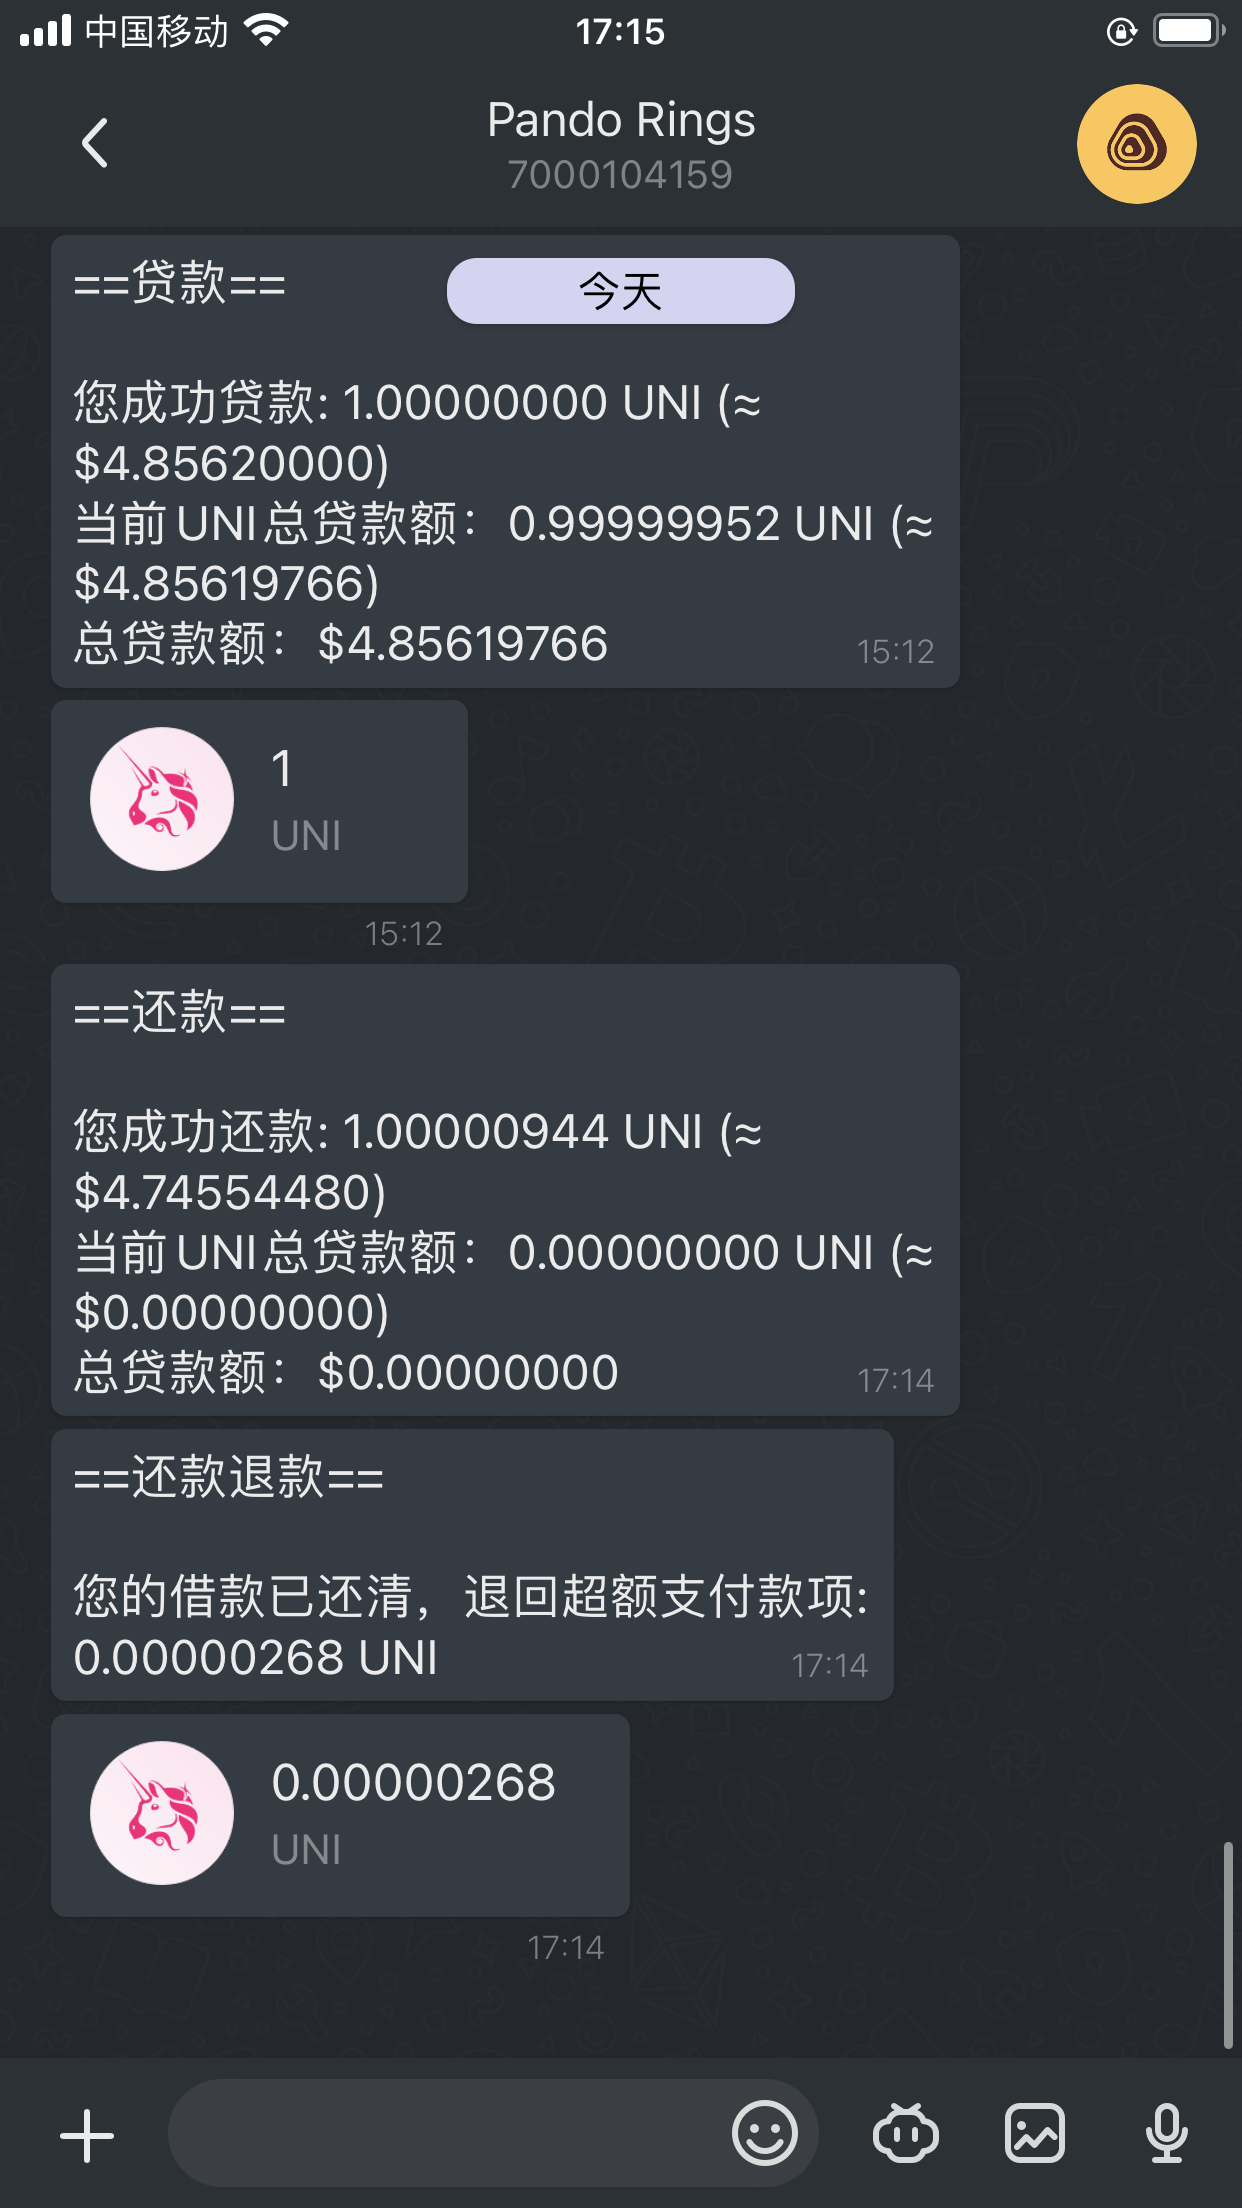 中国移动
17:15
Pando Rings
7000104159
==贷款==
今天
您成功贷款: 1.00000000 UNI (≈
$4.85620000)
当前UNI总贷款额：0.99999952 UNI (≈
$4.85619766)
总贷款额：$4.85619766
15:12
1
UNI
15:12
==还款==
您成功还款: 1.00000944 UNI (≈
$4.74554480)
当前UNI总贷款额：0.00000000 UNI (≈
$0.00000000)
总贷款额：$0.00000000
17:14
==还款退款==
您的借款已还清，退回超额支付款项:
0.00000268 UNI
17:14
0.00000268
UNI
17:14